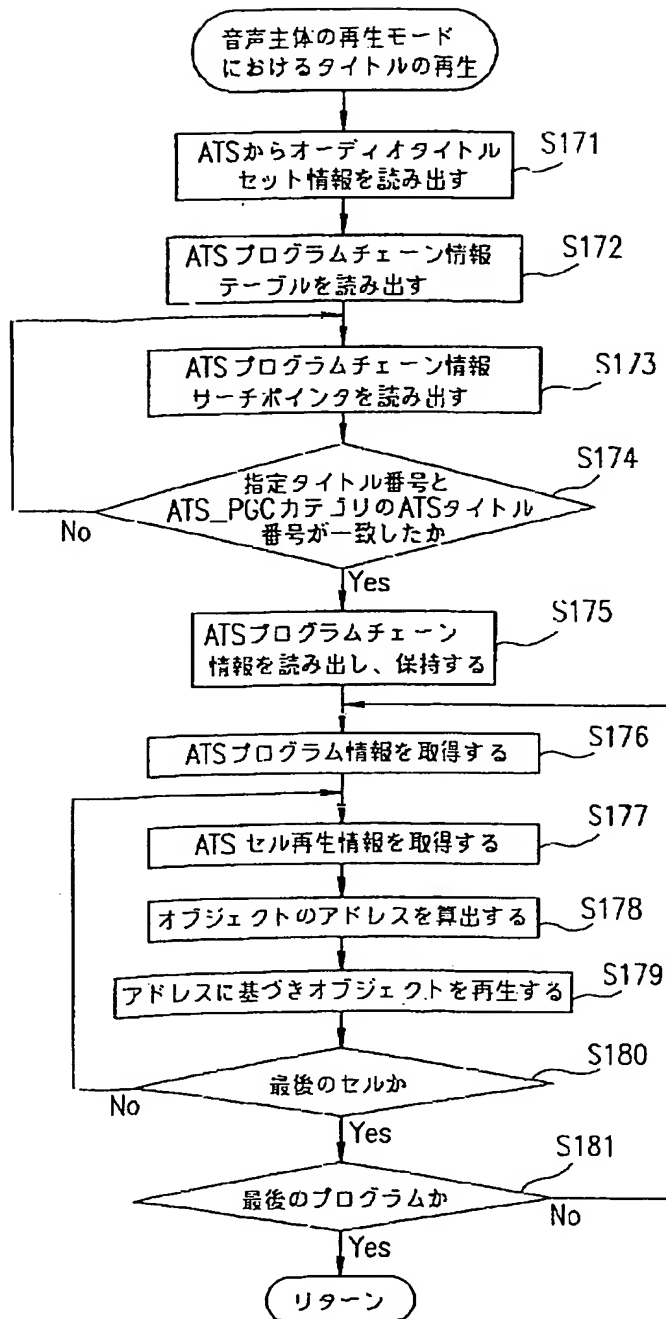 音声主体の再生モード
におけるタイトルの再生
ATSからオーディオタイトル
セット情報を読み出す
S171
ATSプログラムチェーン情報
テーブルを読み出す
S172
ATSプログラムチェーン情報
サーチポインタを読み出す
S173
指定タイトル番号と
ATS_PGCカテゴリのATSタイトル
番号が一致したか
S174
No
Yes
ATSプログラムチェーン
情報を読み出し、保持する
S175
ATSプログラム情報を取得する
S176
ATSセル再生情報を取得する
S177
オブジェクトのアドレスを算出する
S178
アドレスに基づきオブジェクトを再生する
S179
最後のセルか
S180
No
Yes
最後のプログラムか
S181
No
Yes
リターン